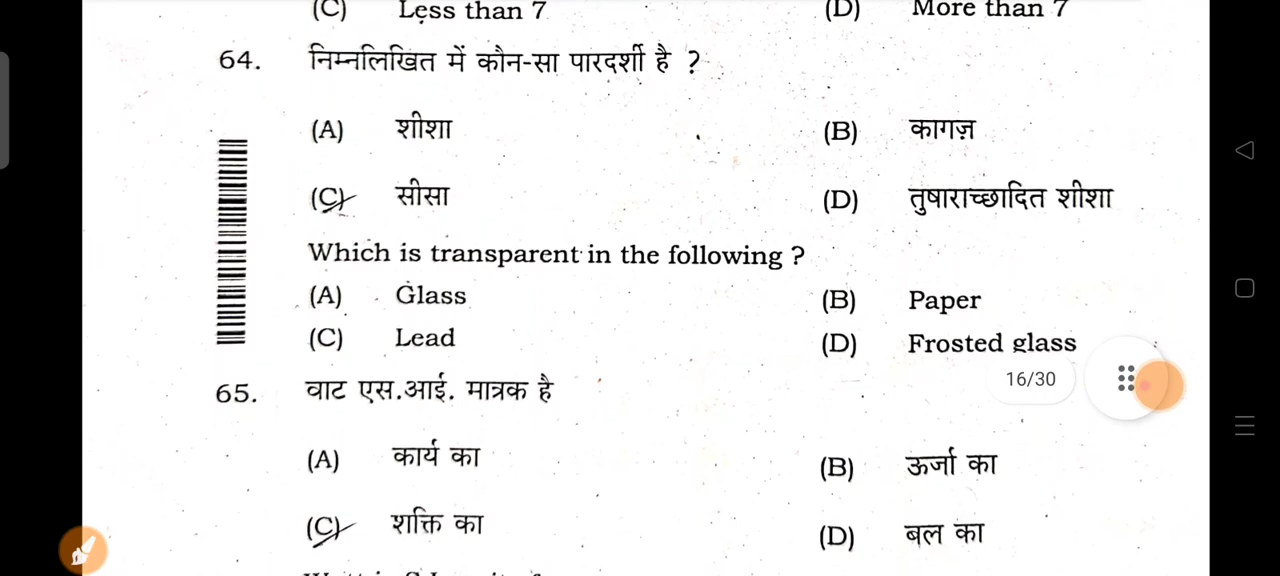 (C) Less than 7 (D) More than 7
64. निम्नलिखित में कौन-सा पारदर्शी है ?
(A) शीशा (B) कागज़
(C) सीसा (D) तुषाराच्छादित शीशा
Which is transparent in the following ?
(A) Glass (B) Paper
(C) Lead (D) Frosted glass
16/30
65. वाट एस.आई. मात्रक है
(A) कार्य का (B) ऊर्जा का
(C) शक्ति का (D) बल का